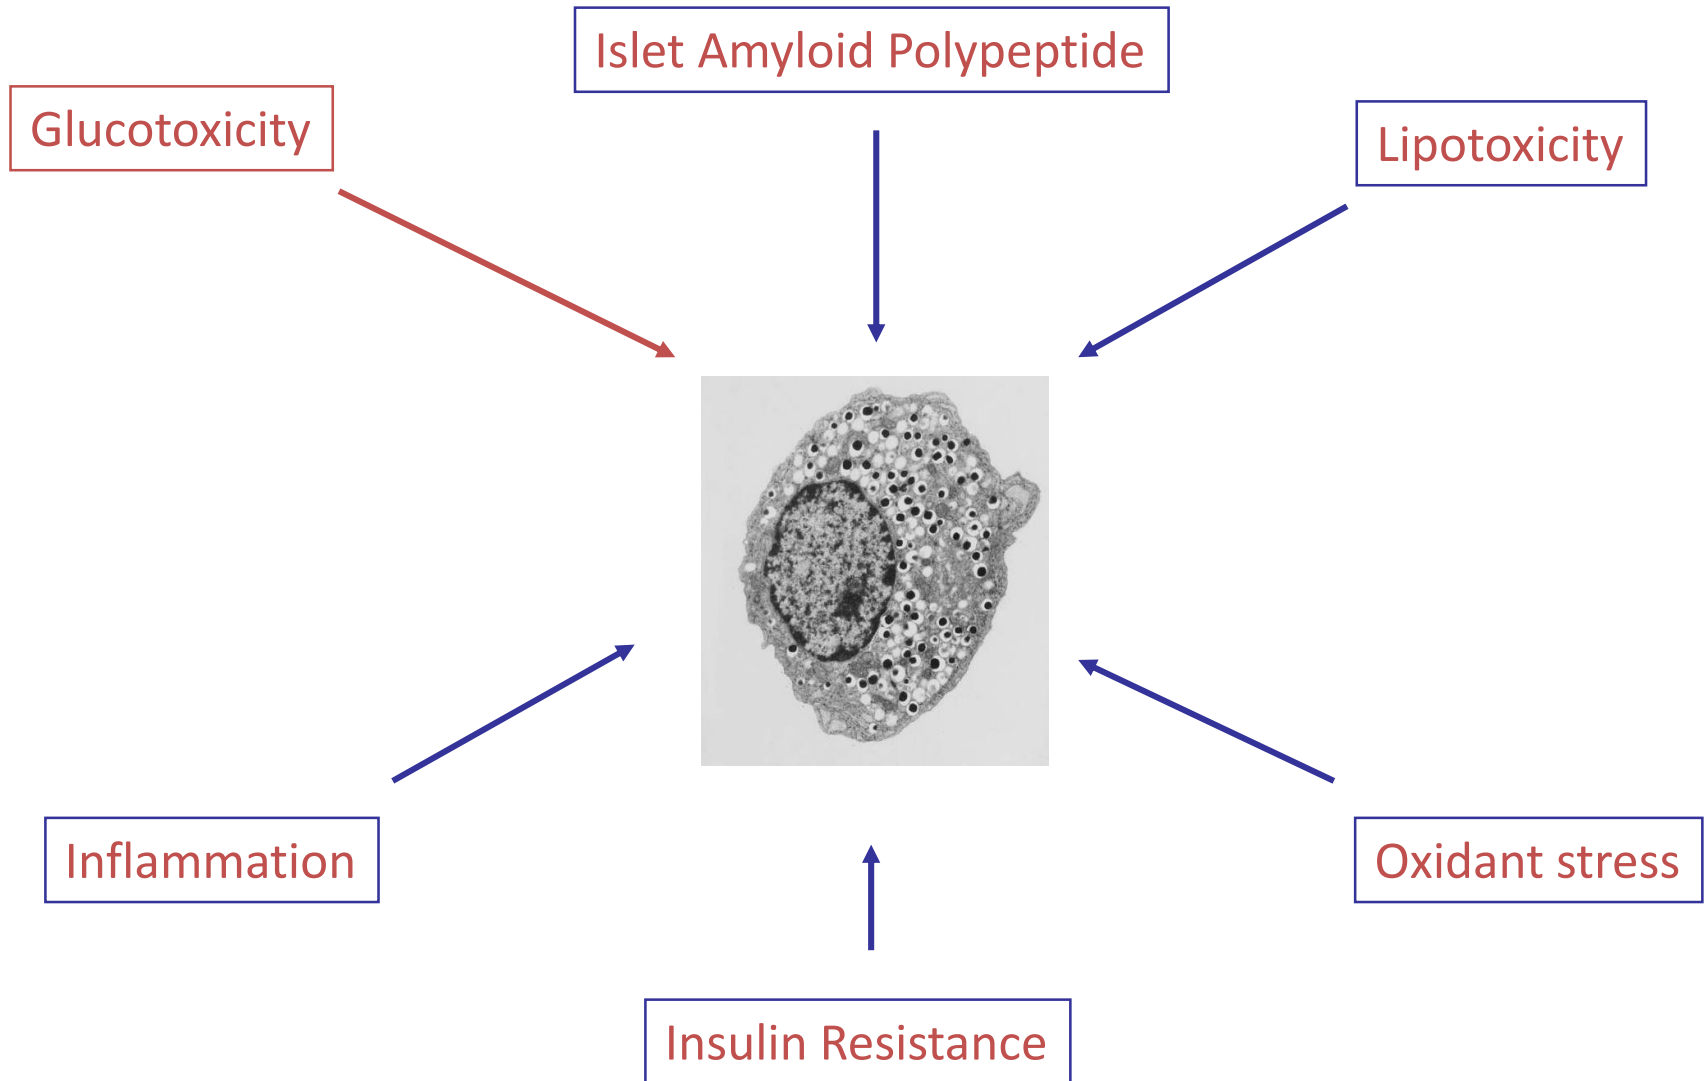 Islet Amyloid Polypeptide
Glucotoxicity
Lipotoxicity
Inflammation
Oxidant stress
Insulin Resistance